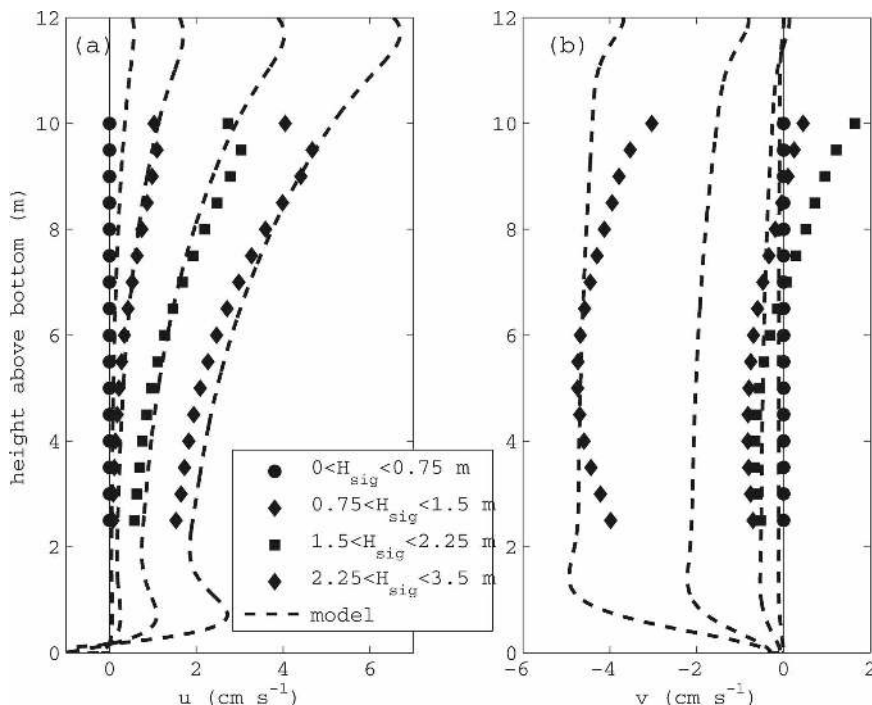 (a)
(b)
height above bottom (m)
12
10
8
6
4
2
0
0<H_sig<0.75 m
0.75<H_sig<1.5 m
1.5<H_sig<2.25 m
2.25<H_sig<3.5 m
model
0 2 4 6
u (cm s⁻¹)
12
10
8
6
4
2
0
−6 −4 −2 0 2
v (cm s⁻¹)